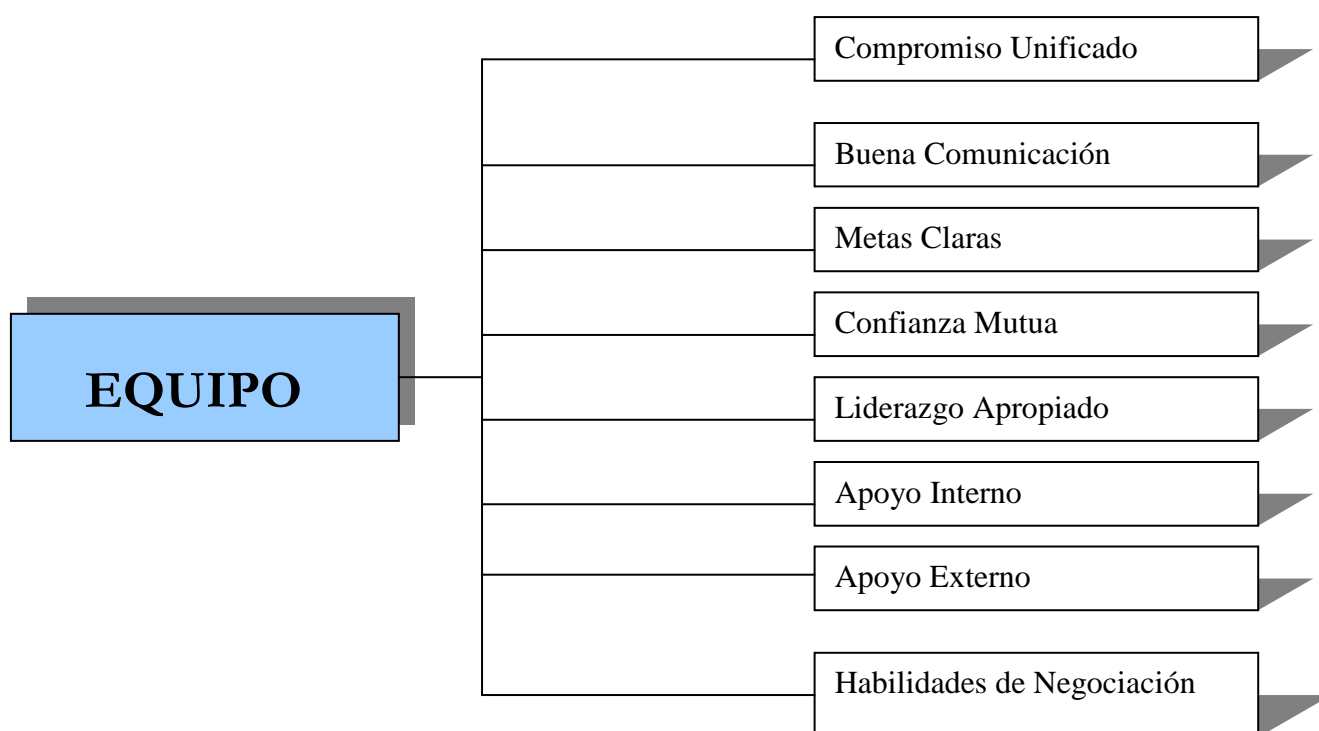 Compromiso Unificado
Buena Comunicación
Metas Claras
Confianza Mutua
EQUIPO
Liderazgo Apropiado
Apoyo Interno
Apoyo Externo
Habilidades de Negociación